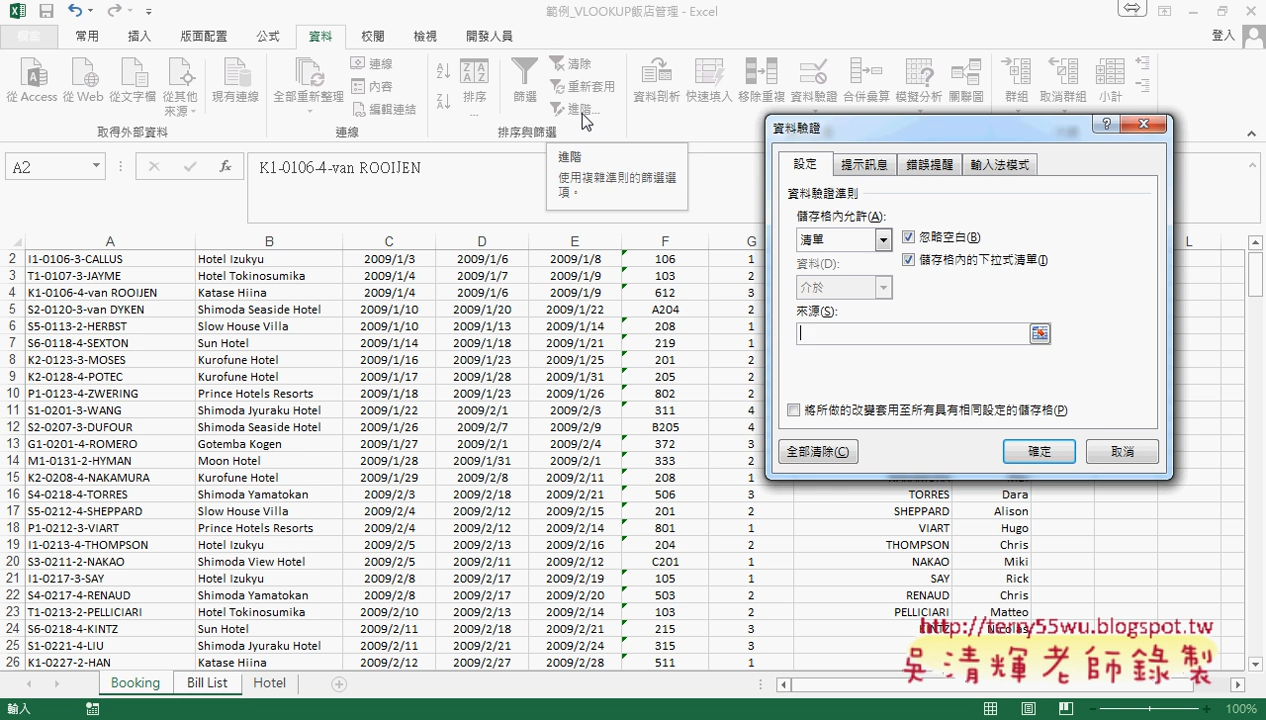 範例_VLOOKUP飯店管理 - Excel
常用 插入 版面配置 公式 資料 校閱 檢視 開發人員 登入
從 Access 從 Web 從文字檔 從其他來源 現有連線 全部重新整理 連線 內容 編輯連結 排序... 篩選 清除 重新套用 進階... 資料剖析 快速填入 移除重複 資料驗證 合併彙算 模擬分析 關聯圖 群組 取消群組 小計
取得外部資料 連線 排序與篩選
A2 fx K1-0106-4-van ROOIJEN
進階
使用複雜準則的篩選選
項。
資料驗證
設定 提示訊息 錯誤提醒 輸入法模式
資料驗證準則
儲存格內允許(A):
清單 忽略空白(B)
資料(D): 儲存格內的下拉式清單(I)
介於
來源(S):
將所做的改變套用至所有具有相同設定的儲存格(P)
全部清除(C) 確定 取消
A B C D E F G L
2 I1-0106-3-CALLUS Hotel Izukyu 2009/1/3 2009/1/6 2009/1/8 106 1
3 T1-0107-3-JAYME Hotel Tokinosumika 2009/1/4 2009/1/7 2009/1/9 103 2
4 K1-0106-4-van ROOIJEN Katase Hiina 2009/1/4 2009/1/6 2009/1/9 612 3
5 S2-0120-3-van DYKEN Shimoda Seaside Hotel 2009/1/10 2009/1/20 2009/1/22 A204 2
6 S5-0113-2-HERBST Slow House Villa 2009/1/10 2009/1/13 2009/1/14 208 1
7 S6-0118-4-SEXTON Sun Hotel 2009/1/14 2009/1/18 2009/1/21 219 1
8 K2-0123-3-MOSES Kurofune Hotel 2009/1/16 2009/1/23 2009/1/25 201 2
9 K2-0128-4-POTEC Kurofune Hotel 2009/1/17 2009/1/28 2009/1/31 205 2
10 P1-0123-4-ZWERING Prince Hotels Resorts 2009/1/18 2009/1/23 2009/1/26 802 2
11 S1-0201-3-WANG Shimoda Jyuraku Hotel 2009/1/22 2009/2/1 2009/2/3 311 4
12 S2-0207-3-DUFOUR Shimoda Seaside Hotel 2009/1/26 2009/2/7 2009/2/9 B205 4
13 G1-0201-4-ROMERO Gotemba Kogen 2009/1/27 2009/2/1 2009/2/4 372 3
14 M1-0131-2-HYMAN Moon Hotel 2009/1/28 2009/1/31 2009/2/1 333 2
15 K2-0208-4-NAKAMURA Kurofune Hotel 2009/1/29 2009/2/8 2009/2/11 208 1
16 S4-0218-4-TORRES Shimoda Yamatokan 2009/2/3 2009/2/18 2009/2/21 506 3 TORRES Dara
17 S5-0212-4-SHEPPARD Slow House Villa 2009/2/4 2009/2/12 2009/2/15 201 2 SHEPPARD Alison
18 P1-0212-3-VIART Prince Hotels Resorts 2009/2/4 2009/2/12 2009/2/14 801 1 VIART Hugo
19 I1-0213-4-THOMPSON Hotel Izukyu 2009/2/5 2009/2/13 2009/2/16 204 2 THOMPSON Chris
20 S3-0211-2-NAKAO Shimoda View Hotel 2009/2/5 2009/2/11 2009/2/12 C201 1 NAKAO Miki
21 I1-0217-3-SAY Hotel Izukyu 2009/2/8 2009/2/17 2009/2/19 105 1 SAY Rick
22 S4-0217-4-RENAUD Shimoda Yamatokan 2009/2/8 2009/2/17 2009/2/20 503 2 RENAUD Chris
23 T1-0213-2-PELLICIARI Hotel Tokinosumika 2009/2/10 2009/2/13 2009/2/14 103 2 PELLICIARI Matteo
24 S6-0218-4-KINTZ Sun Hotel 2009/2/11 2009/2/18 2009/2/21 215 3 KINTZ Nicolas
25 S1-0221-4-LIU Shimoda Jyuraku Hotel 2009/2/11 2009/2/21 2009/2/24 315 3
26 K1-0227-2-HAN Katase Hiina 2009/2/12 2009/2/27 2009/2/28 511 1
http://terry55wu.blogspot.tw
吳清輝老師錄製
Booking Bill List Hotel
輸入 100%